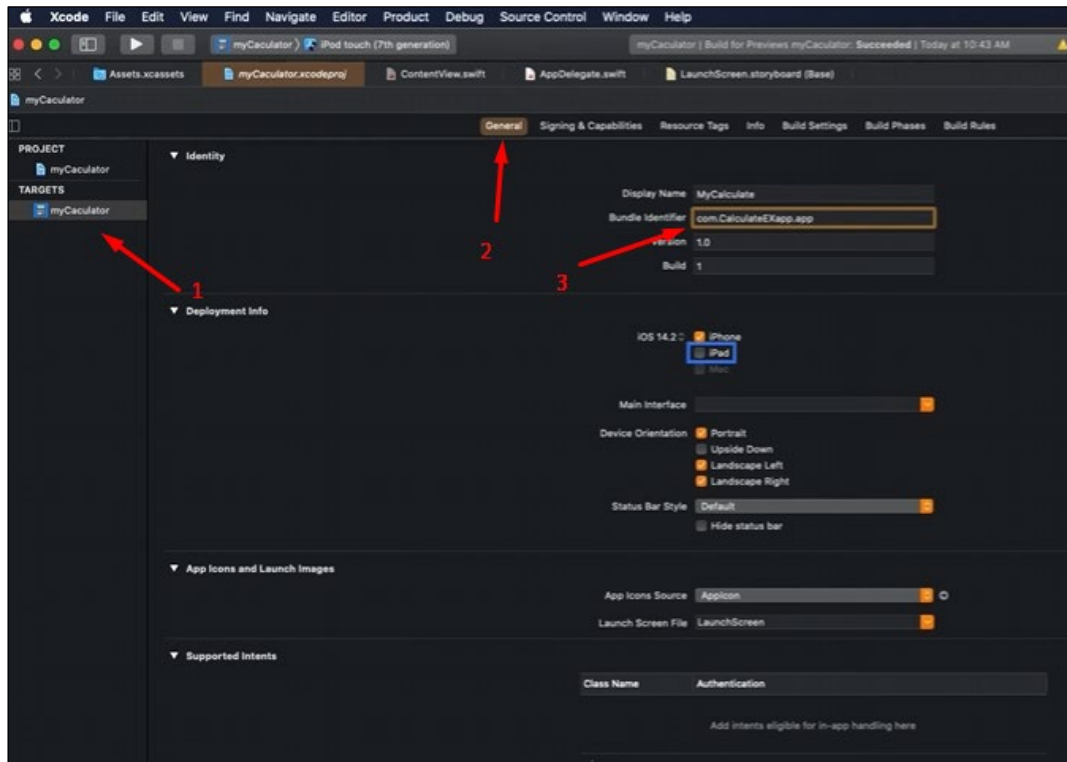 Xcode File Edit View Find Navigate Editor Product Debug Source Control Window Help
myCaculator iPod touch (7th generation) myCaculator | Build for Previews myCaculator: Succeeded | Today at 10:43 AM
Assets.xcassets myCaculator.xcodeproj ContentView.swift AppDelegate.swift LaunchScreen.storyboard (Base)
myCaculator
General Signing & Capabilities Resource Tags Info Build Settings Build Phases Build Rules
PROJECT
myCaculator
TARGETS
myCaculator
1
2
3
Identity
Display Name MyCalculate
Bundle Identifier com.CalculateEXapp.app
Version 1.0
Build 1
Deployment Info
iOS 14.2 iPhone
iPad
Mac
Main Interface
Device Orientation Portrait
Upside Down
Landscape Left
Landscape Right
Status Bar Style Default
Hide status bar
App Icons and Launch Images
App Icons Source AppIcon
Launch Screen File LaunchScreen
Supported Intents
Class Name Authentication
Add intents eligible for in-app handling here